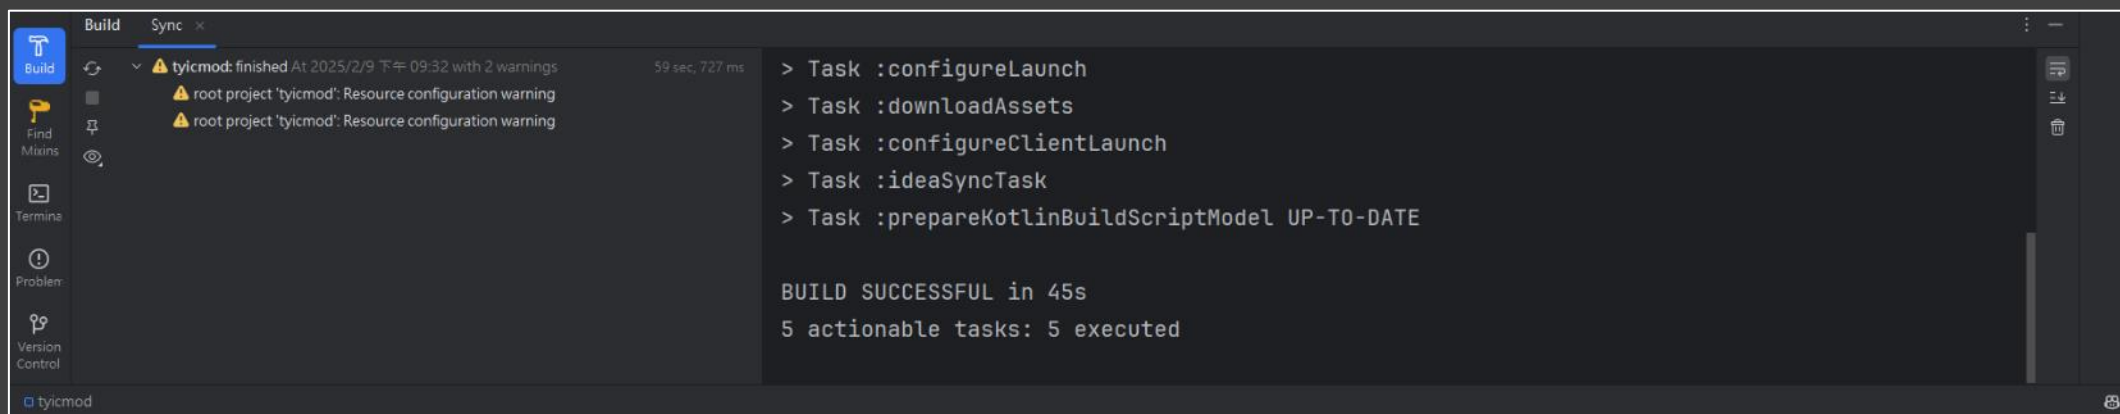 Build Sync
Build
Find
Mixins
Termina
Problem
Version
Control
tyicmod: finished At 2025/2/9 下午 09:32 with 2 warnings 59 sec, 727 ms
root project 'tyicmod': Resource configuration warning
root project 'tyicmod': Resource configuration warning
> Task :configureLaunch
> Task :downloadAssets
> Task :configureClientLaunch
> Task :ideaSyncTask
> Task :prepareKotlinBuildScriptModel UP-TO-DATE
BUILD SUCCESSFUL in 45s
5 actionable tasks: 5 executed
tyicmod